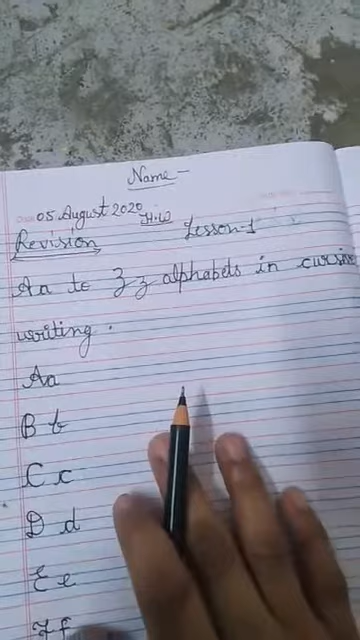 Name -
05 August 2020
H.W
Revision Lesson-1
Aa to Zz alphabets in cursive
writing.
Aa
B b
C c
D d
E e
F f